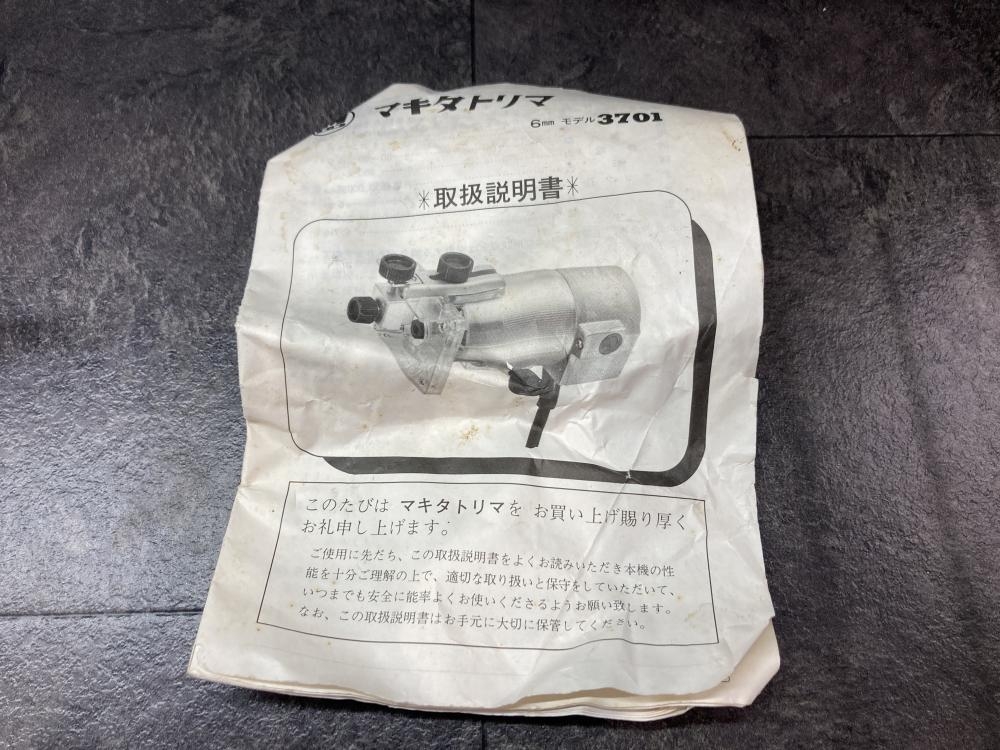 マキタトリマ
6mm モデル3701
＊取扱説明書＊
このたびは マキタトリマを お買い上げ賜り厚く
お礼申し上げます。
ご使用に先だち、この取扱説明書をよくお読みいただき本機の性
能を十分ご理解の上で、適切な取り扱いと保守をしていただいて、
いつまでも安全に能率よくお使いくださるようお願い致します。
なお、この取扱説明書はお手元に大切に保管してください。